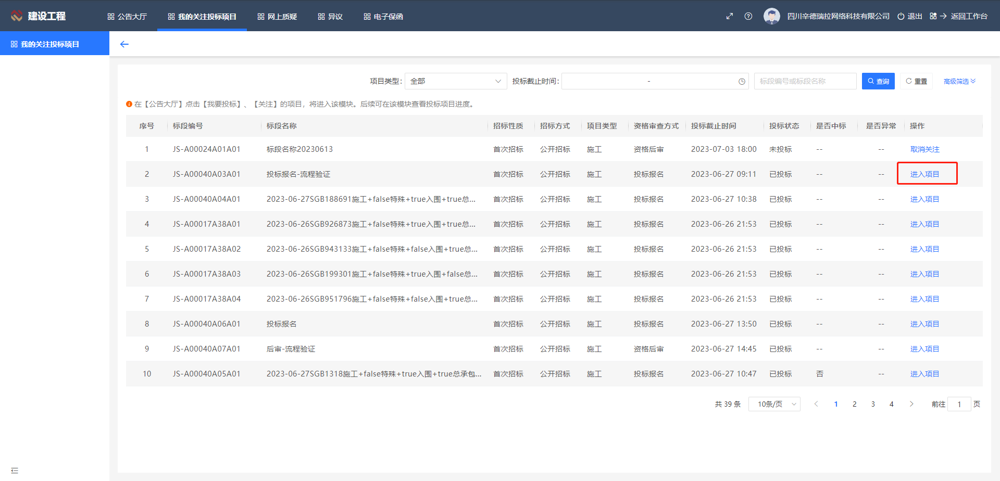 建设工程 公告大厅 我的关注投标项目 网上质疑 异议 电子保函 四川辛德瑞拉网络科技有限公司 退出 返回工作台
我的关注投标项目
项目类型： 全部 投标截止时间： - 标段编号或标段名称 查询 重置 高级筛选
在【公告大厅】点击【我要投标】、【关注】的项目，将进入该模块。后续可在该模块查看投标项目进度。
序号 标段编号 标段名称 招标性质 招标方式 项目类型 资格审查方式 投标截止时间 投标状态 是否中标 是否异常 操作
1 JS-A00024A01A01 标段名称20230613 首次招标 公开招标 施工 资格后审 2023-07-03 18:00 未投标 -- -- 取消关注
2 JS-A00040A03A01 投标报名-流程验证 首次招标 公开招标 施工 投标报名 2023-06-27 09:11 已投标 -- -- 进入项目
3 JS-A00040A04A01 2023-06-27SGB188691施工+false特殊+true入围+true总... 首次招标 公开招标 施工 投标报名 2023-06-27 10:38 已投标 -- -- 进入项目
4 JS-A00017A38A01 2023-06-26SGB926873施工+false特殊+true入围+true总... 首次招标 公开招标 施工 投标报名 2023-06-26 21:53 已投标 -- -- 进入项目
5 JS-A00017A38A02 2023-06-26SGB943133施工+false特殊+false入围+true总... 首次招标 公开招标 施工 投标报名 2023-06-26 21:53 已投标 -- -- 进入项目
6 JS-A00017A38A03 2023-06-26SGB199301施工+false特殊+true入围+false总... 首次招标 公开招标 施工 投标报名 2023-06-26 21:53 已投标 -- -- 进入项目
7 JS-A00017A38A04 2023-06-26SGB951796施工+false特殊+false入围+true总... 首次招标 公开招标 施工 投标报名 2023-06-26 21:53 已投标 -- -- 进入项目
8 JS-A00040A06A01 投标报名 首次招标 公开招标 施工 投标报名 2023-06-27 13:50 已投标 -- -- 进入项目
9 JS-A00040A07A01 后审-流程验证 首次招标 公开招标 施工 资格后审 2023-06-27 14:45 已投标 -- -- 进入项目
10 JS-A00040A05A01 2023-06-27SGB1318施工+false特殊+true入围+true总承包... 首次招标 公开招标 施工 投标报名 2023-06-27 10:47 已投标 否 -- 进入项目
共 39 条 10条/页 1 2 3 4 前往 1 页